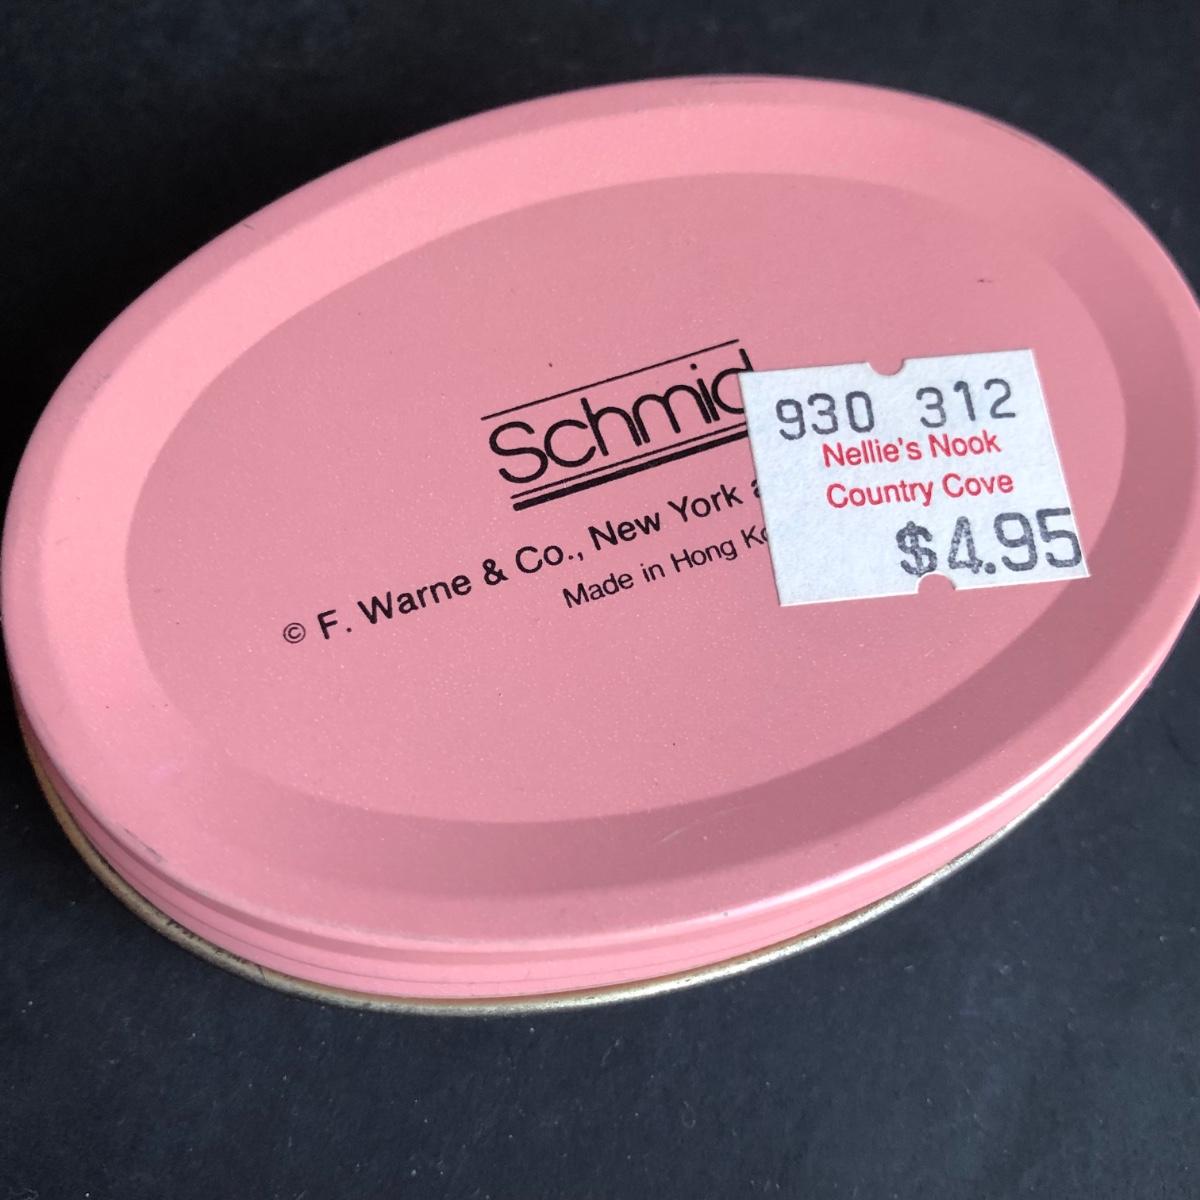 Schmid
© F. Warne & Co., New York
Made in Hong
930 312
Nellie's Nook
Country Cove
$4.95